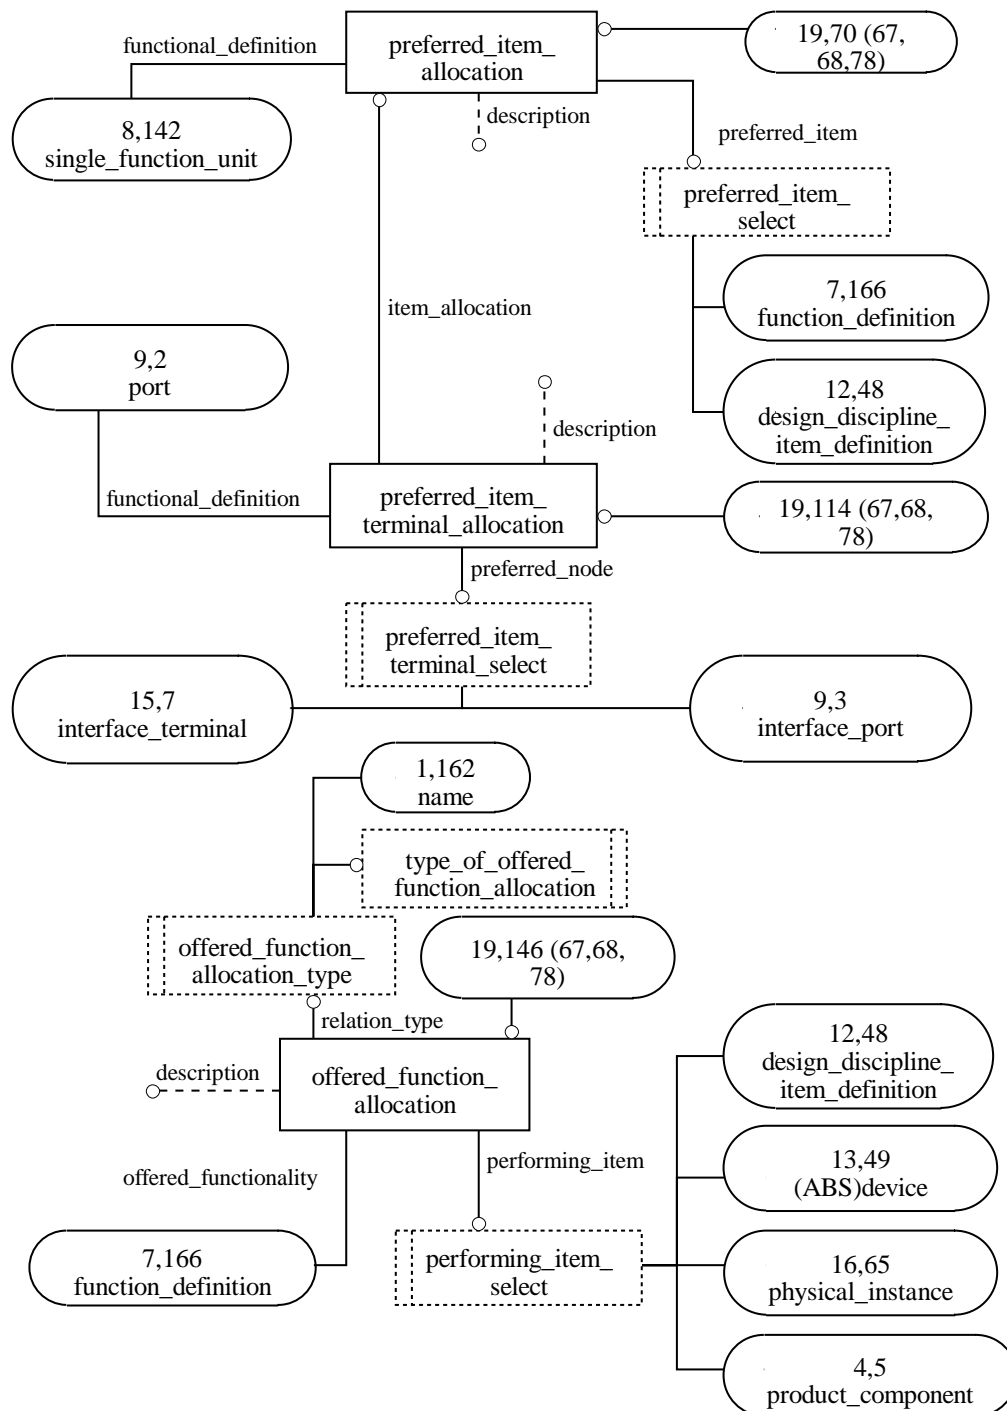 functional_definition
preferred_item_
allocation
19,70 (67,
68,78)
8,142
single_function_unit
description
preferred_item
preferred_item_
select
7,166
function_definition
item_allocation
9,2
port
12,48
design_discipline_
item_definition
description
functional_definition
preferred_item_
terminal_allocation
19,114 (67,68,
78)
preferred_node
preferred_item_
terminal_select
15,7
interface_terminal
9,3
interface_port
1,162
name
type_of_offered_
function_allocation
offered_function_
allocation_type
19,146 (67,68,
78)
relation_type
description
offered_function_
allocation
12,48
design_discipline_
item_definition
offered_functionality
performing_item
13,49
(ABS)device
7,166
function_definition
performing_item_
select
16,65
physical_instance
4,5
product_component